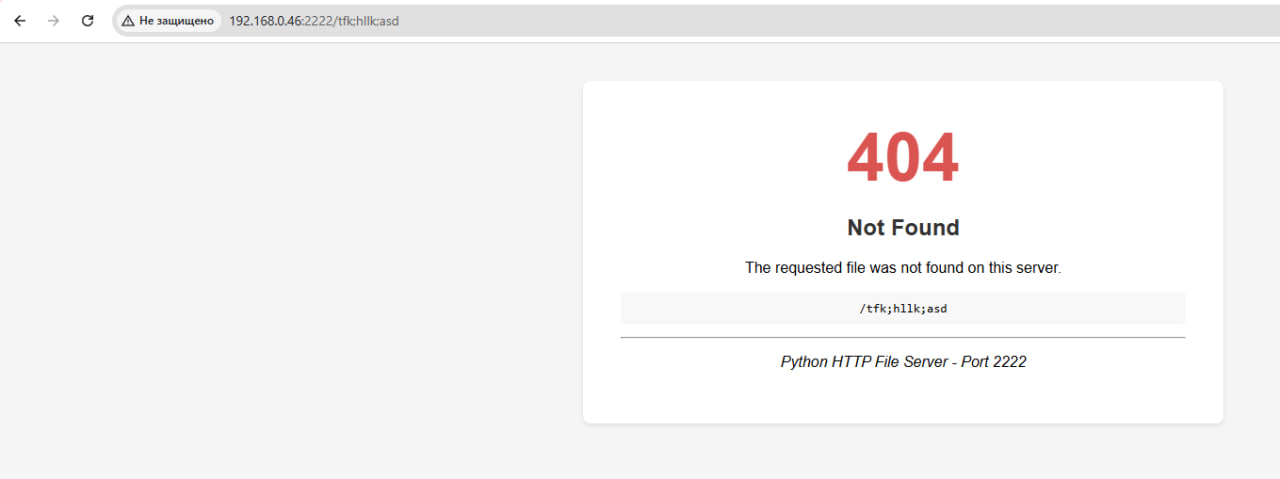 Не защищено 192.168.0.46:2222/tfk;hllk;asd
404
Not Found
The requested file was not found on this server.
/tfk;hllk;asd
Python HTTP File Server - Port 2222